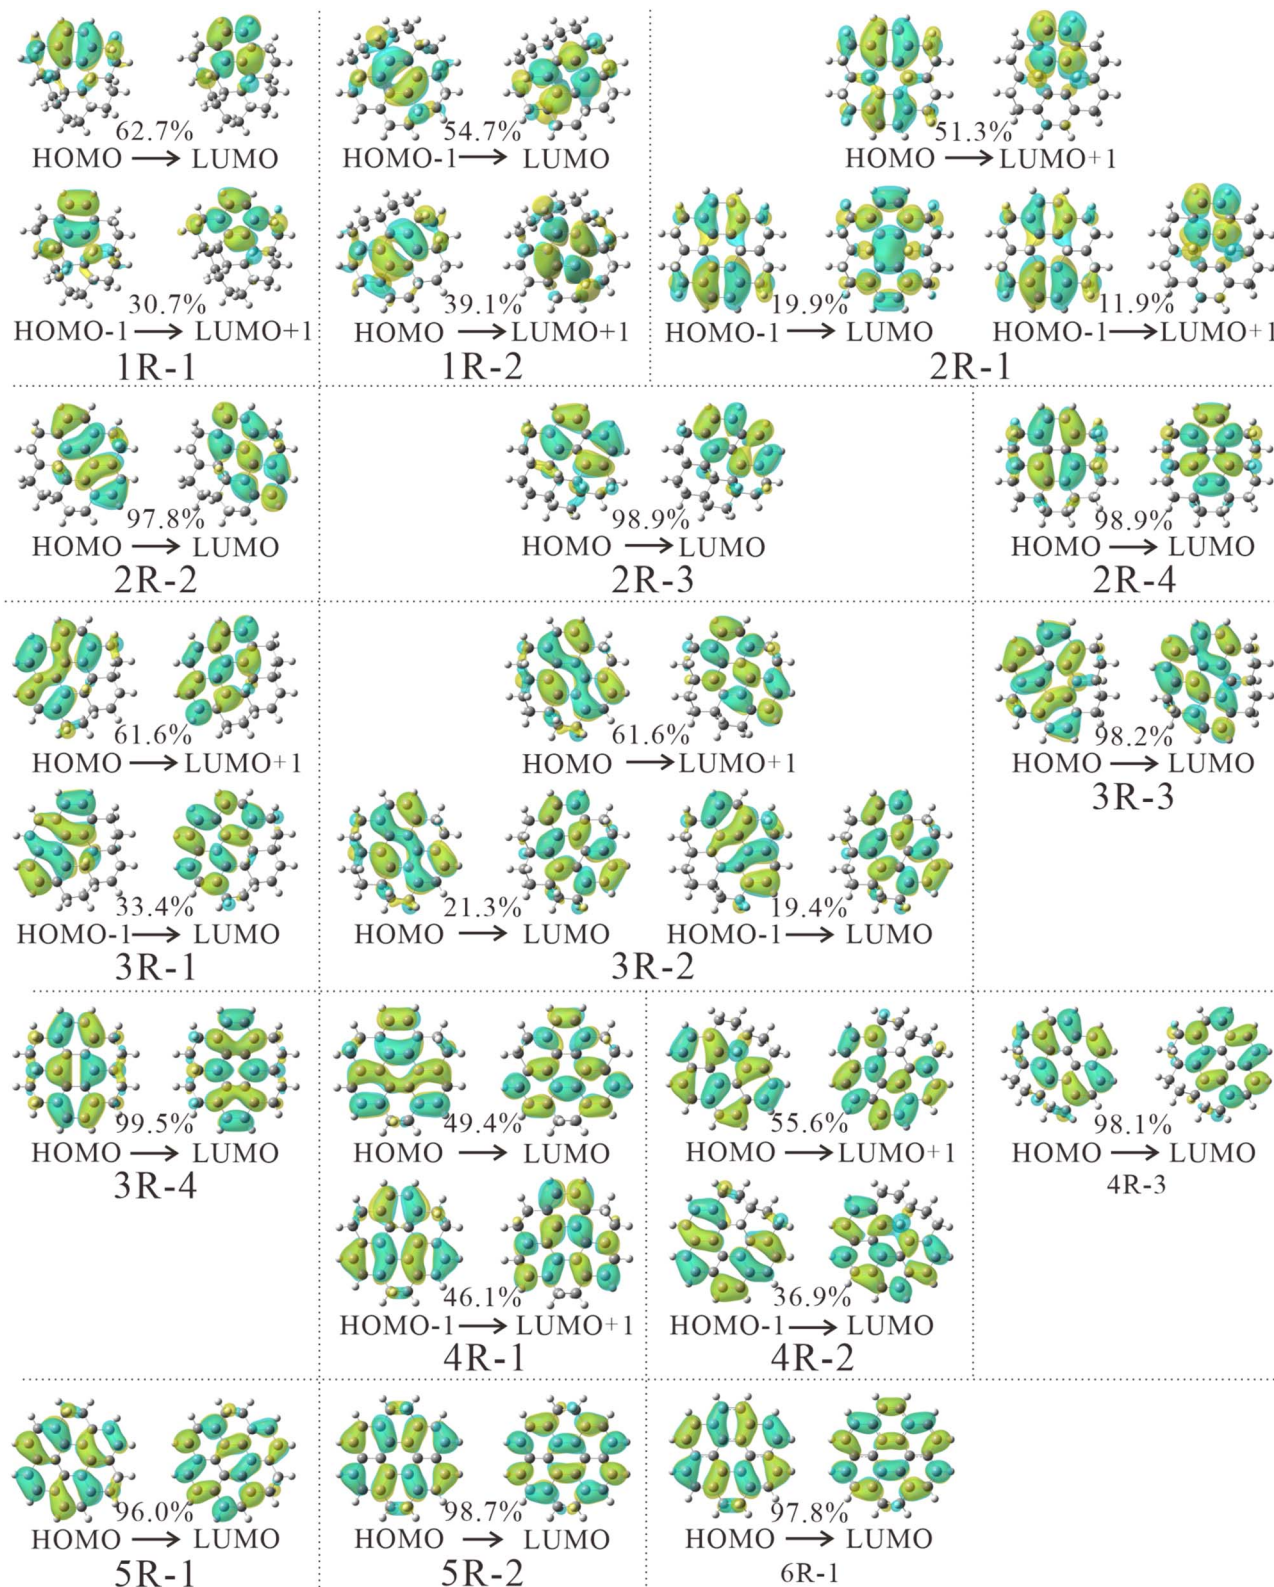 62.7%
HOMO → LUMO
30.7%
HOMO-1 → LUMO+1
1R-1
54.7%
HOMO-1 → LUMO
39.1%
HOMO → LUMO+1
1R-2
51.3%
HOMO → LUMO+1
19.9%
HOMO-1 → LUMO
11.9%
HOMO-1 → LUMO+1
2R-1
97.8%
HOMO → LUMO
2R-2
98.9%
HOMO → LUMO
2R-3
98.9%
HOMO → LUMO
2R-4
61.6%
HOMO → LUMO+1
33.4%
HOMO-1 → LUMO
3R-1
61.6%
HOMO → LUMO+1
21.3%
HOMO → LUMO
19.4%
HOMO-1 → LUMO
3R-2
98.2%
HOMO → LUMO
3R-3
99.5%
HOMO → LUMO
3R-4
49.4%
HOMO → LUMO
46.1%
HOMO-1 → LUMO+1
4R-1
55.6%
HOMO → LUMO+1
36.9%
HOMO-1 → LUMO
4R-2
98.1%
HOMO → LUMO
4R-3
96.0%
HOMO → LUMO
5R-1
98.7%
HOMO → LUMO
5R-2
97.8%
HOMO → LUMO
6R-1